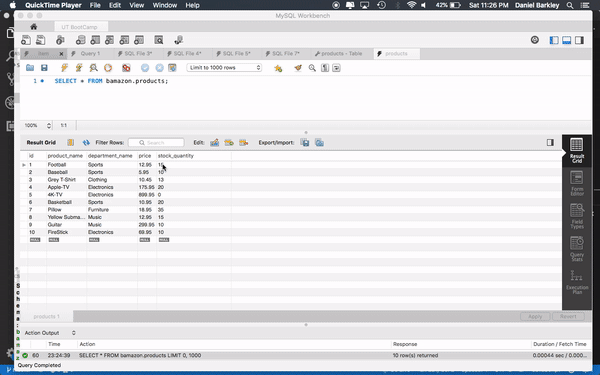 QuickTime Player File Edit View Window Help 42% Sat 11:26 PM Daniel Barkley
MySQL Workbench
UT BootCamp
Query 1 SQL File 3* SQL File 4* SQL File 5* SQL File 7* products - Table products
Limit to 1000 rows
1 SELECT * FROM bamazon.products;
100% 1:1
Result Grid Filter Rows: Search Edit: Export/Import:
id product_name department_name price stock_quantity
1 Football Sports 12.95
2 Baseball Sports 5.95 10
3 Grey T-Shirt Clothing 10.45 13
4 Apple-TV Electronics 175.95 20
5 4K-TV Electronics 899.95 0
6 Basketball Sports 10.95 20
7 Pillow Furniture 18.95 35
8 Yellow Subma... Music 12.95 15
9 Guitar Music 299.95 10
10 FireStick Electronics 69.95 10
NULL NULL NULL NULL NULL
Result Grid
Form Editor
Field Types
Query Stats
Execution Plan
products 7 Apply Revert
Action Output
Time Action Response Duration / Fetch Time
60 23:24:39 SELECT * FROM bamazon.products LIMIT 0, 1000 10 row(s) returned 0.00044 sec / 0.000...
Query Completed